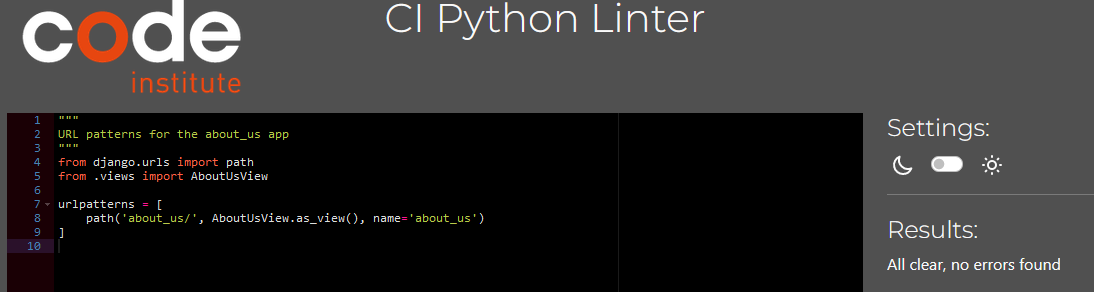 code
institute
CI Python Linter
1 """
2 URL patterns for the about_us app
3 """
4 from django.urls import path
5 from .views import AboutUsView
6
7 urlpatterns = [
8     path('about_us/', AboutUsView.as_view(), name='about_us')
9 ]
10
Settings:
Results:
All clear, no errors found